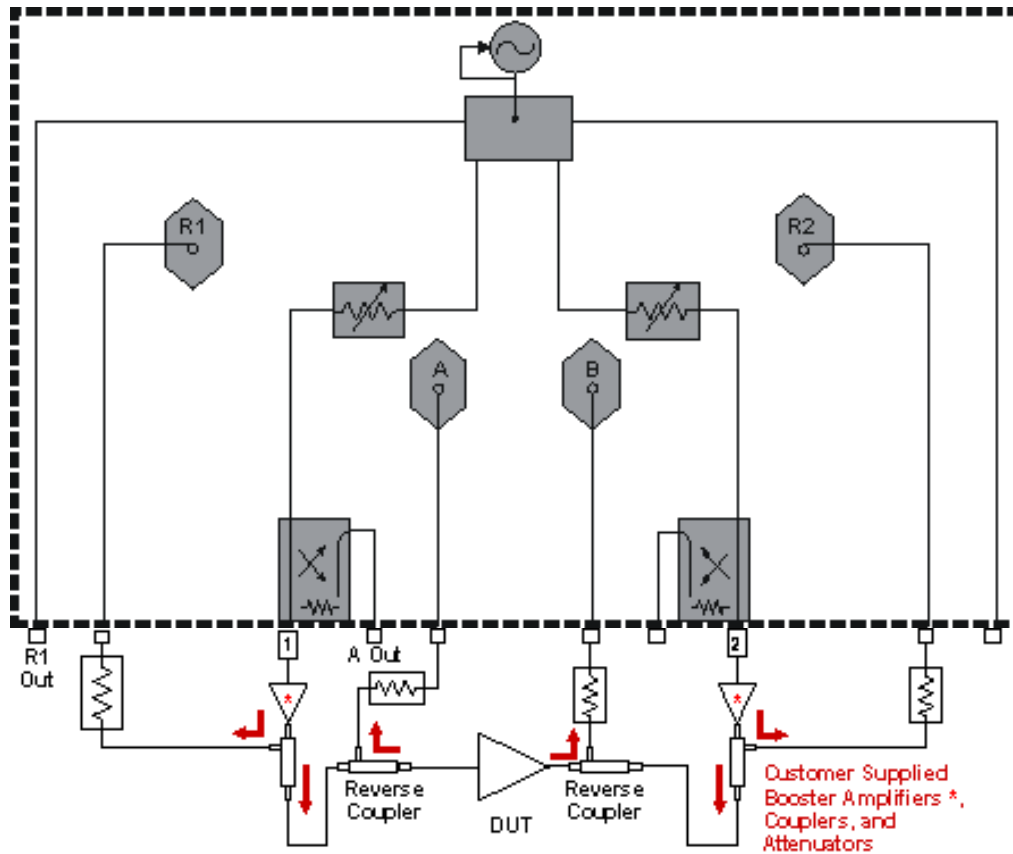 R1
R2
A
B
1
A Out
2
R1
Out
*
*
Reverse
Coupler
DUT
Reverse
Coupler
Customer Supplied
Booster Amplifiers *,
Couplers, and
Attenuators